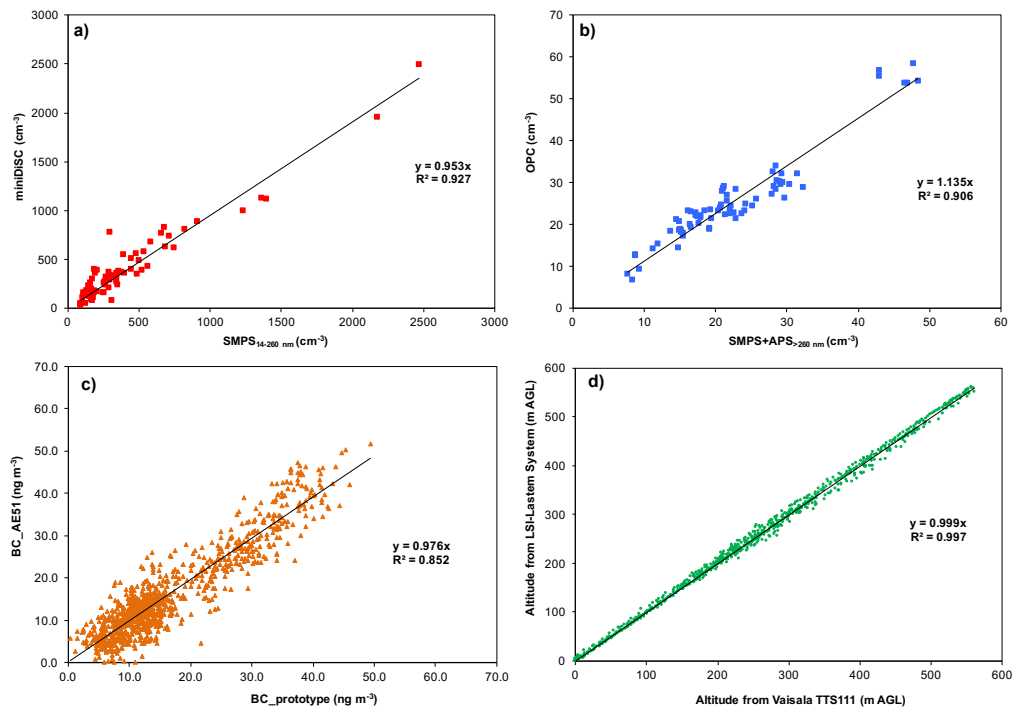 a)
3000
2500
2000
1500
1000
500
0
miniDiSC (cm⁻³)
y = 0.953x
R² = 0.927
0 500 1000 1500 2000 2500 3000
SMPS₁₄₋₂₆₀ ₙₘ (cm⁻³)
b)
70
60
50
40
30
20
10
0
OPC (cm⁻³)
y = 1.135x
R² = 0.906
0 10 20 30 40 50 60
SMPS+APS>₂₆₀ ₙₘ (cm⁻³)
c)
70.0
60.0
50.0
40.0
30.0
20.0
10.0
0.0
BC_AE51 (ng m⁻³)
y = 0.976x
R² = 0.852
0.0 10.0 20.0 30.0 40.0 50.0 60.0 70.0
BC_prototype (ng m⁻³)
d)
600
500
400
300
200
100
0
Altitude from LSI-Lastem System (m AGL)
y = 0.999x
R² = 0.997
0 100 200 300 400 500 600
Altitude from Vaisala TTS111 (m AGL)